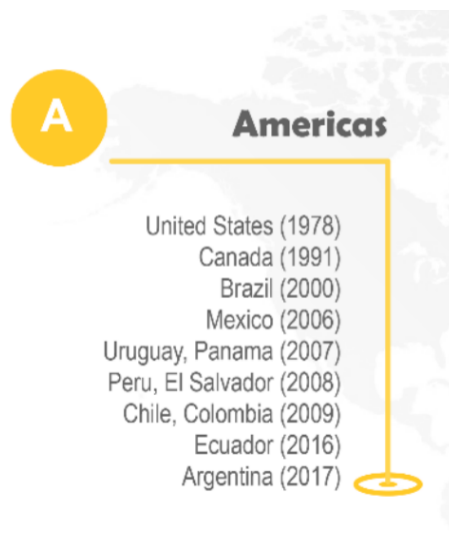 A
Americas
United States (1978)
Canada (1991)
Brazil (2000)
Mexico (2006)
Uruguay, Panama (2007)
Peru, El Salvador (2008)
Chile, Colombia (2009)
Ecuador (2016)
Argentina (2017)